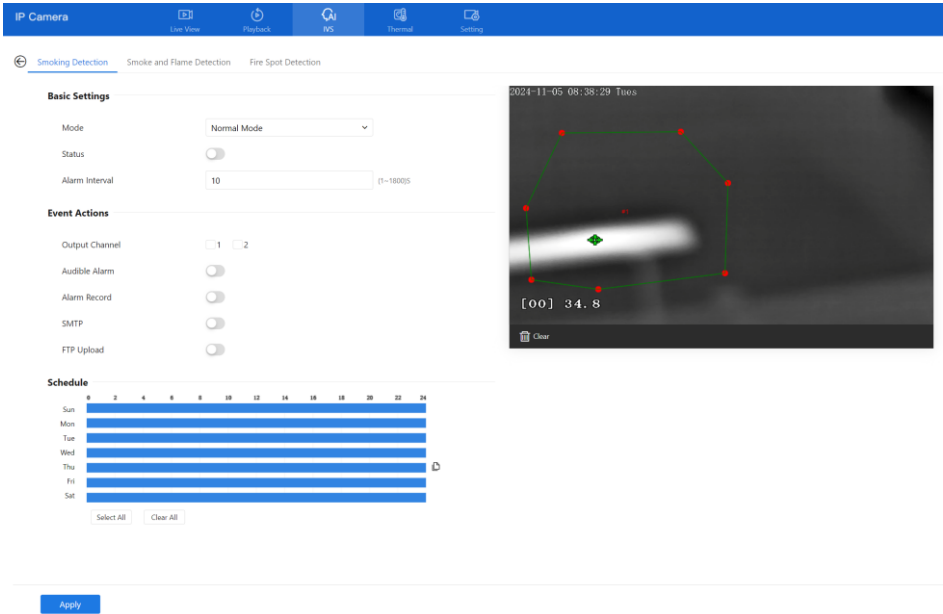 IP Camera
Live View
Playback
IVS
Thermal
Setting
Smoking Detection Smoke and Flame Detection Fire Spot Detection
Basic Settings
Mode Normal Mode
Status
Alarm Interval 10 (1~1800)S
Event Actions
Output Channel 1 2
Audible Alarm
Alarm Record
SMTP
FTP Upload
Schedule
0 2 4 6 8 10 12 14 16 18 20 22 24
Sun
Mon
Tue
Wed
Thu
Fri
Sat
Select All Clear All
Apply
2024-11-05 08:38:29 Tues
[00] 34.8
Clear